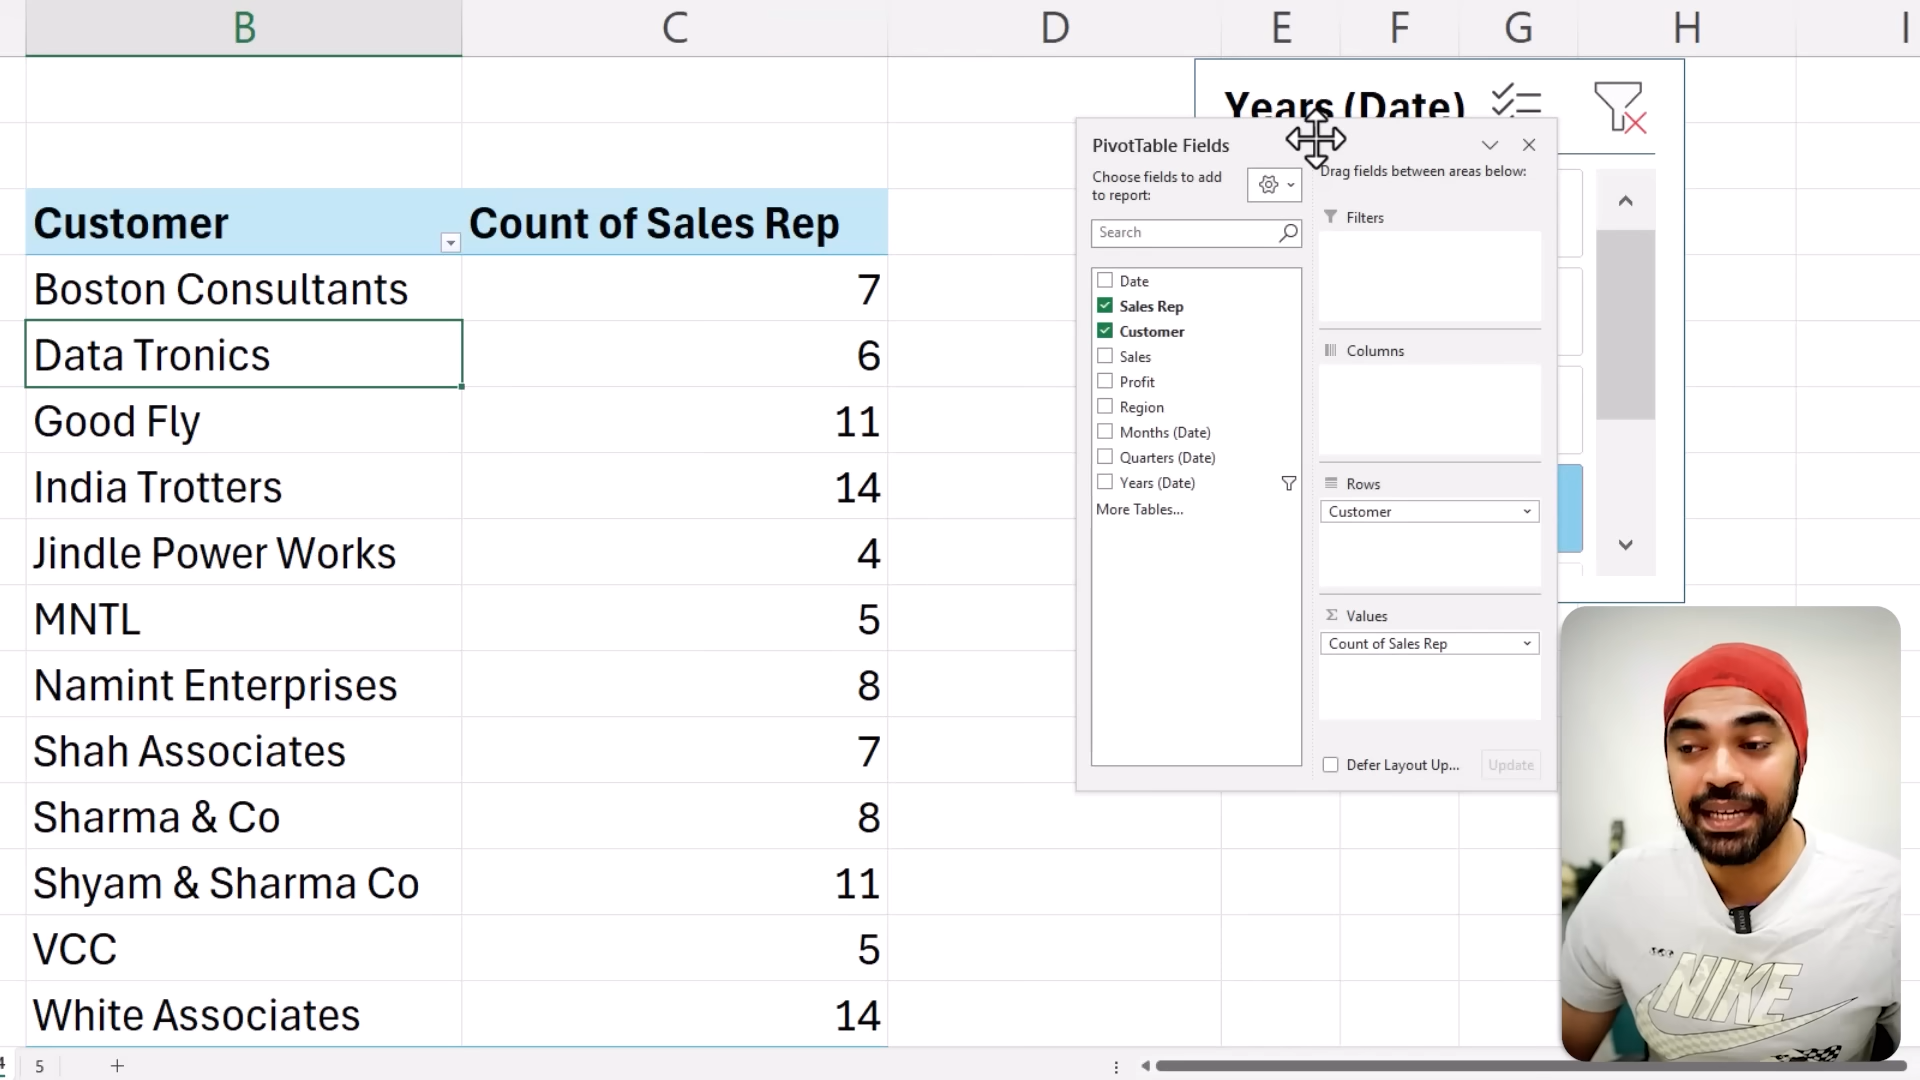 B C D E F G H I
Years (Date)
PivotTable Fields
Choose fields to add
to report:
Drag fields between areas below:
Search
Filters
Date
Sales Rep
Customer
Sales
Profit
Region
Months (Date)
Quarters (Date)
Years (Date)
More Tables...
Columns
Rows
Customer
Values
Count of Sales Rep
Defer Layout Up...
Update
Customer Count of Sales Rep
Boston Consultants 7
Data Tronics 6
Good Fly 11
India Trotters 14
Jindle Power Works 4
MNTL 5
Namint Enterprises 8
Shah Associates 7
Sharma & Co 8
Shyam & Sharma Co 11
VCC 5
White Associates 14
4 5
NIKE